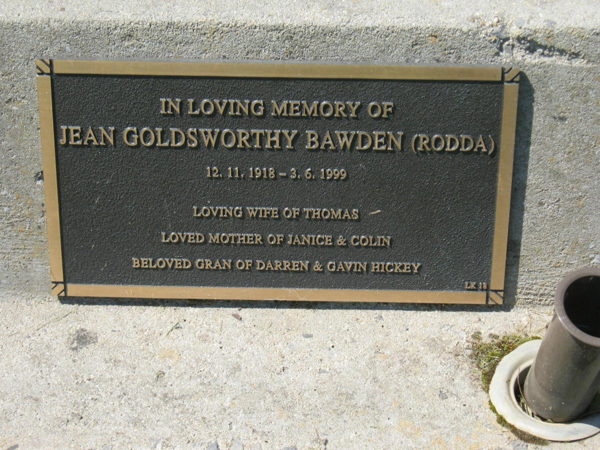 IN LOVING MEMORY OF
JEAN GOLDSWORTHY BAWDEN (RODDA)
12. 11. 1918 – 3. 6. 1999
LOVING WIFE OF THOMAS
LOVED MOTHER OF JANICE & COLIN
BELOVED GRAN OF DARREN & GAVIN HICKEY